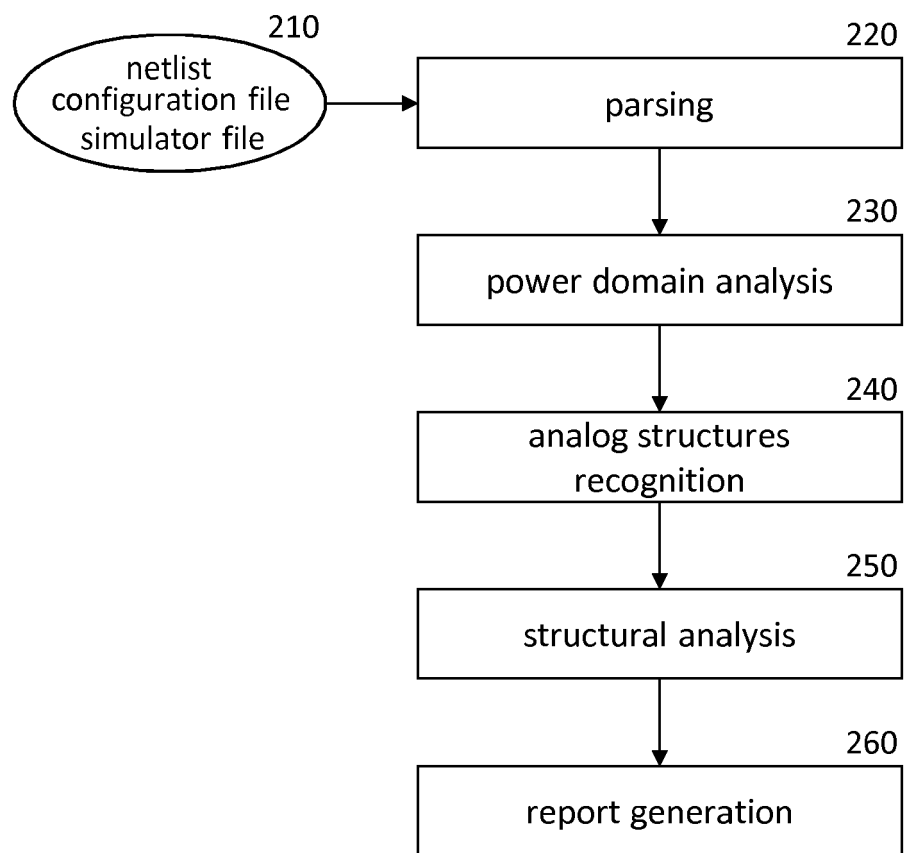 210
netlist
configuration file
simulator file
220
parsing
230
power domain analysis
240
analog structures
recognition
250
structural analysis
260
report generation